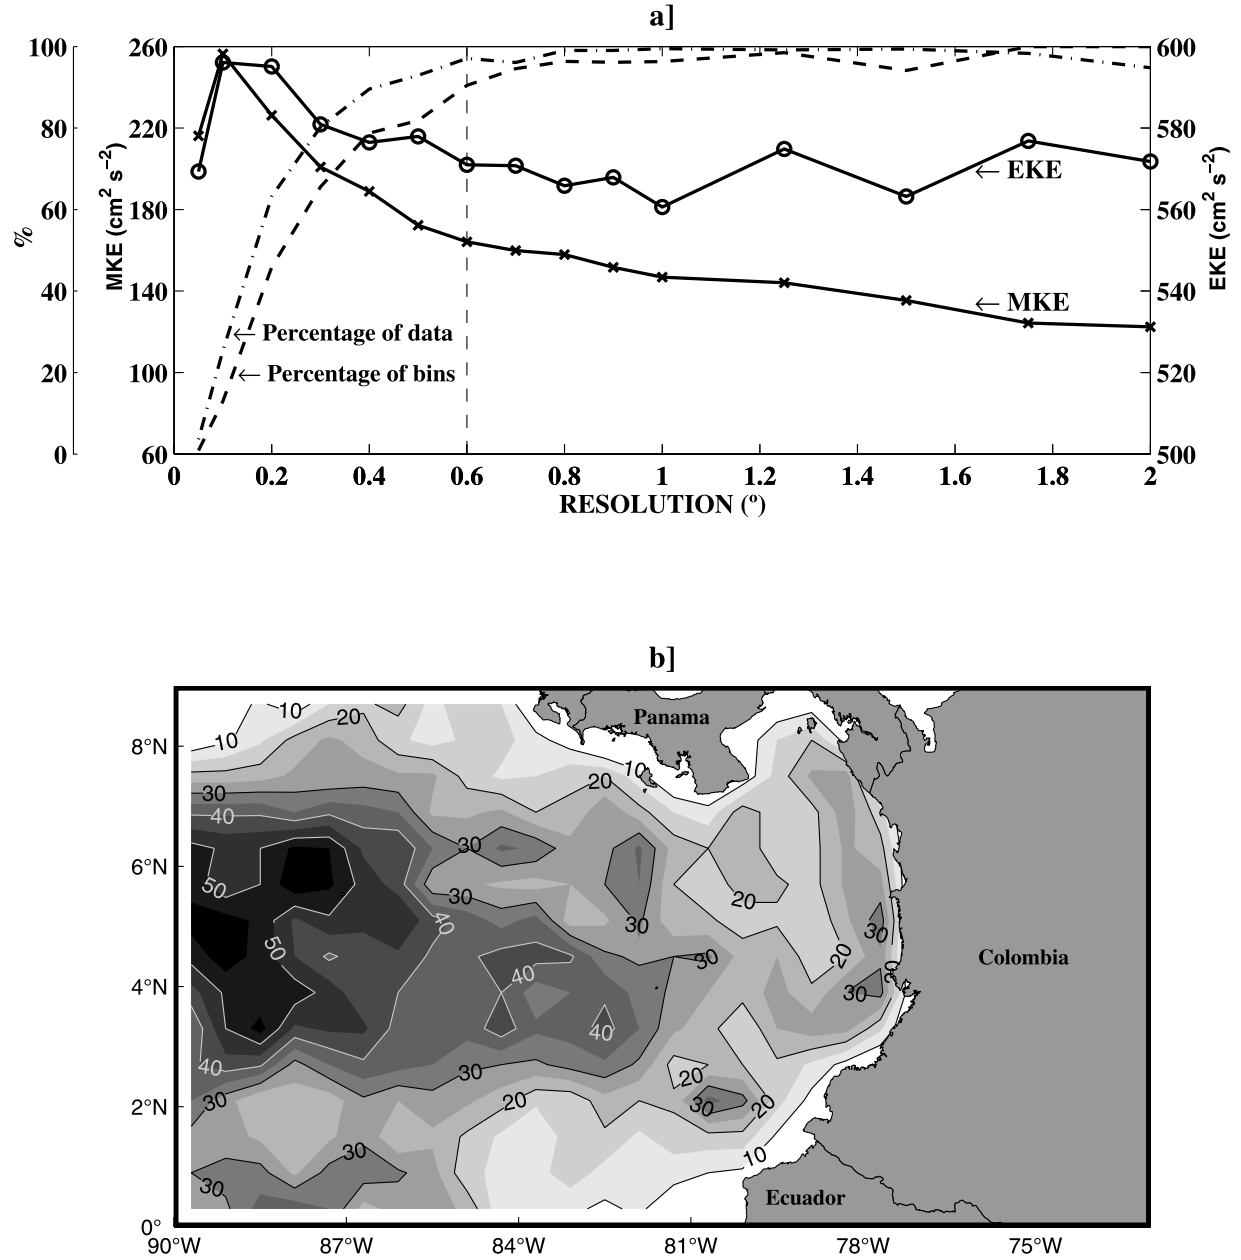 a]
100 260 600
80 220 580
← EKE
60 180 560
40 140 540
← MKE
← Percentage of data
20 100 520
← Percentage of bins
0 60 500
%
MKE (cm² s⁻²)
EKE (cm² s⁻²)
0 0.2 0.4 0.6 0.8 1 1.2 1.4 1.6 1.8 2
RESOLUTION (º)
b]
10 20 Panama
10
8°N
10
20
30
40
30
6°N
50
30
20
30
40
50
20
30
30
Colombia
40
20
4°N
30
40
40
30
20
30
2°N
20
30
20
30
10
30
Ecuador
0°
90°W 87°W 84°W 81°W 78°W 75°W